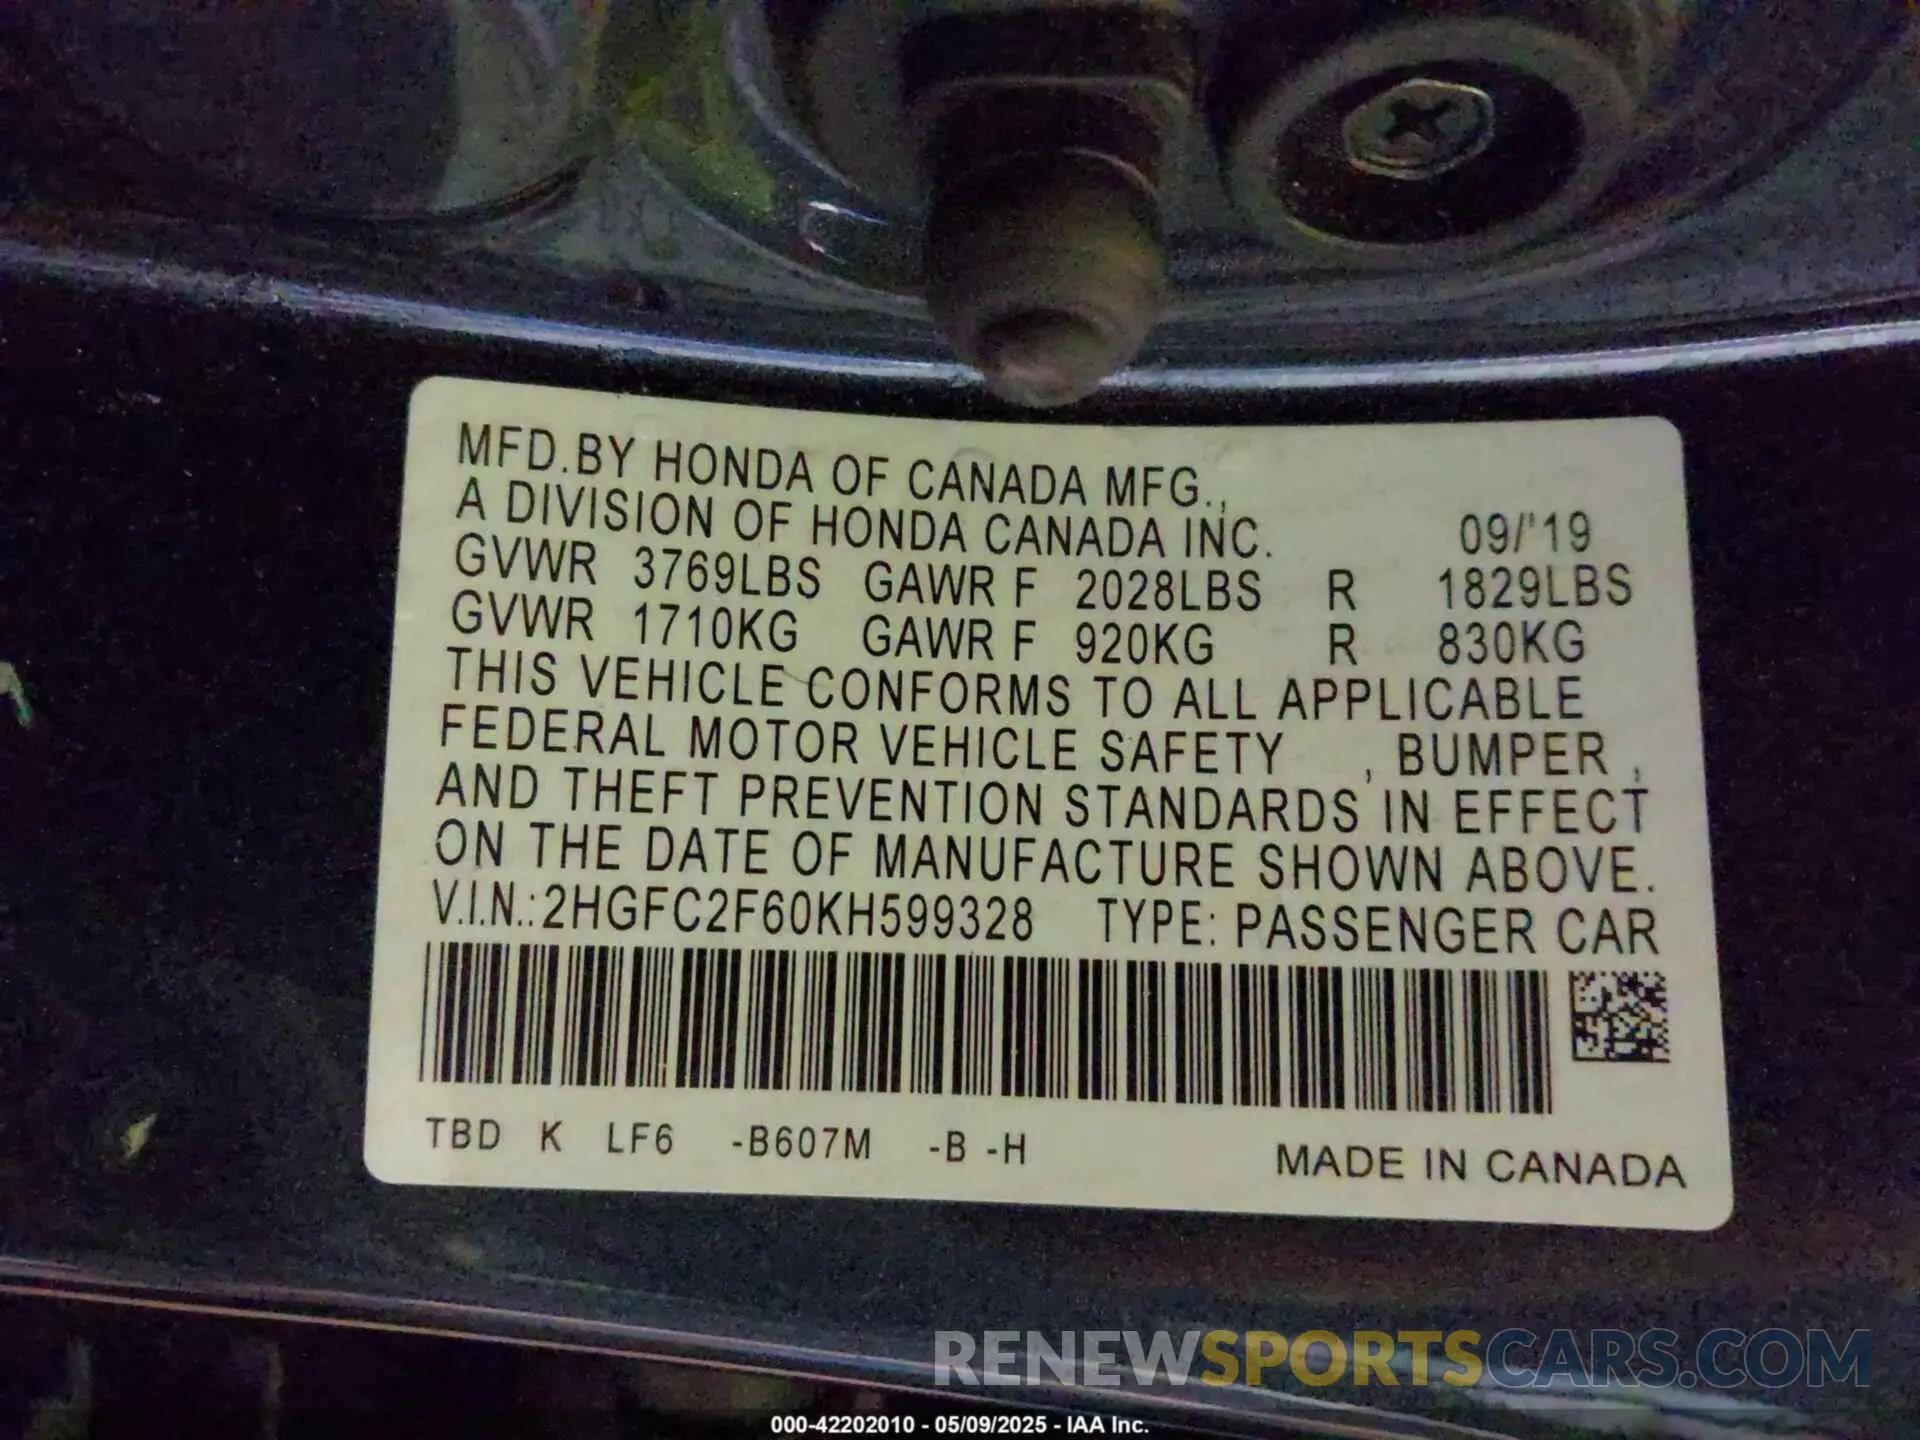 MFD.BY HONDA OF CANADA MFG.,
A DIVISION OF HONDA CANADA INC. 09/'19
GVWR 3769LBS GAWR F 2028LBS R 1829LBS
GVWR 1710KG GAWR F 920KG R 830KG
THIS VEHICLE CONFORMS TO ALL APPLICABLE
FEDERAL MOTOR VEHICLE SAFETY , BUMPER ,
AND THEFT PREVENTION STANDARDS IN EFFECT
ON THE DATE OF MANUFACTURE SHOWN ABOVE.
V.I.N.:2HGFC2F60KH599328 TYPE: PASSENGER CAR
TBD K LF6 -B607M -B -H MADE IN CANADA
RENEWSPORTSCARS.COM
000-42202010 - 05/09/2025 - IAA Inc.